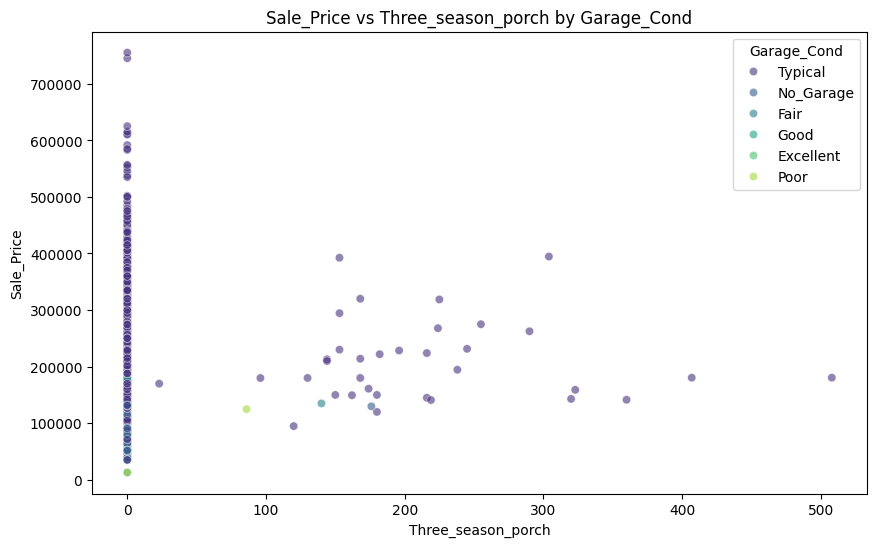 Sale_Price vs Three_season_porch by Garage_Cond
Garage_Cond
Typical
No_Garage
Fair
Good
Excellent
Poor
700000
600000
500000
400000
300000
200000
100000
0
Sale_Price
0 100 200 300 400 500
Three_season_porch